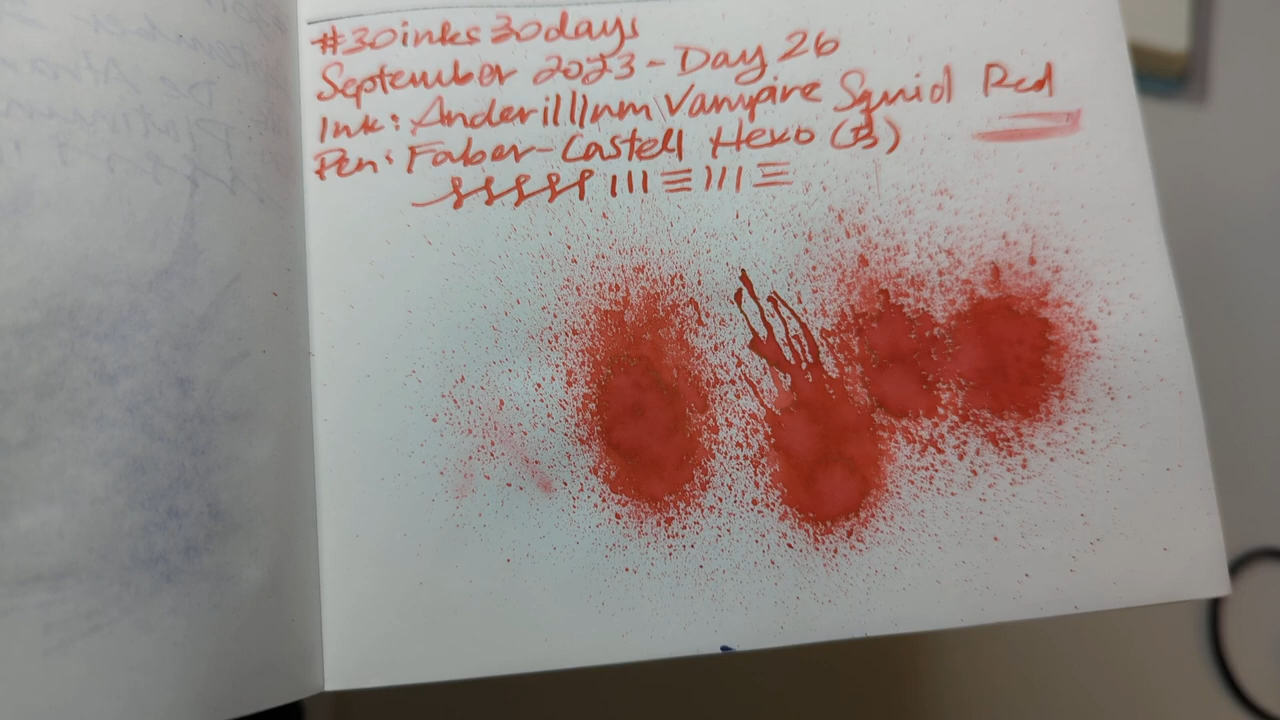 #30inks30days
September 2023 - Day 26
Ink: Anderillium Vampire Squid Red
Pen: Faber-Castell Hexo (B)